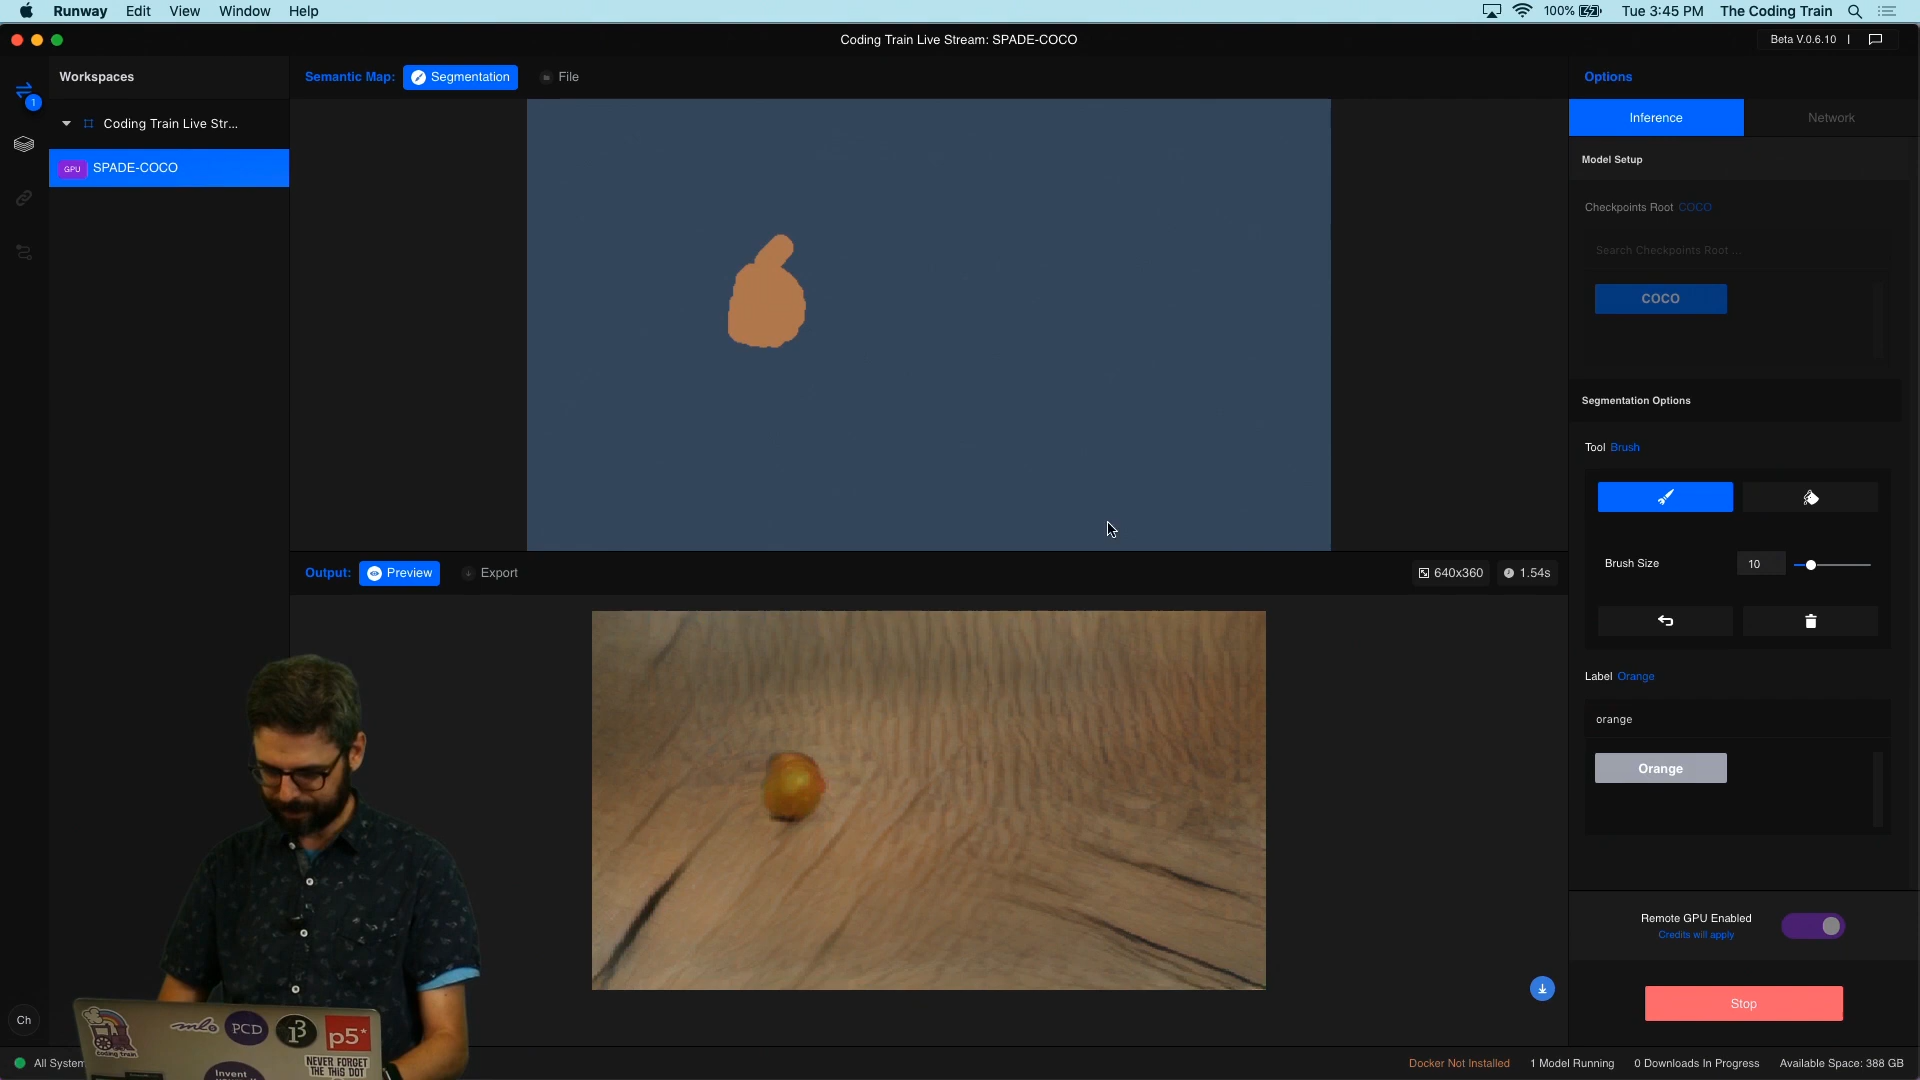 Runway Edit View Window Help
100% Tue 3:45 PM The Coding Train
Coding Train Live Stream: SPADE-COCO
Beta V.0.6.10 |
Workspaces
Semantic Map: Segmentation File
Options
1
Coding Train Live Str...
GPU SPADE-COCO
Inference Network
Model Setup
Checkpoints Root COCO
Search Checkpoints Root ...
COCO
Segmentation Options
Tool Brush
Brush Size 10
Label Orange
orange
Orange
Output: Preview Export
640x360 1.54s
Remote GPU Enabled
Credits will apply
Stop
Ch
coding train
PCD
p5*
NEVER FORGET
THE THIS DOT
Invent
All System
Docker Not Installed 1 Model Running 0 Downloads In Progress Available Space: 388 GB